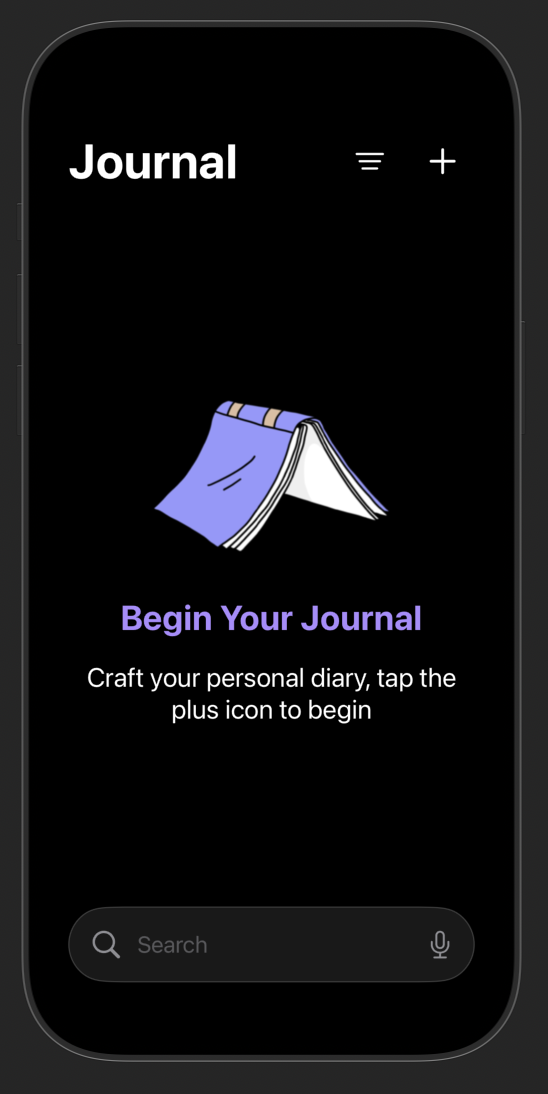 Journal
Begin Your Journal
Craft your personal diary, tap the
plus icon to begin
Search